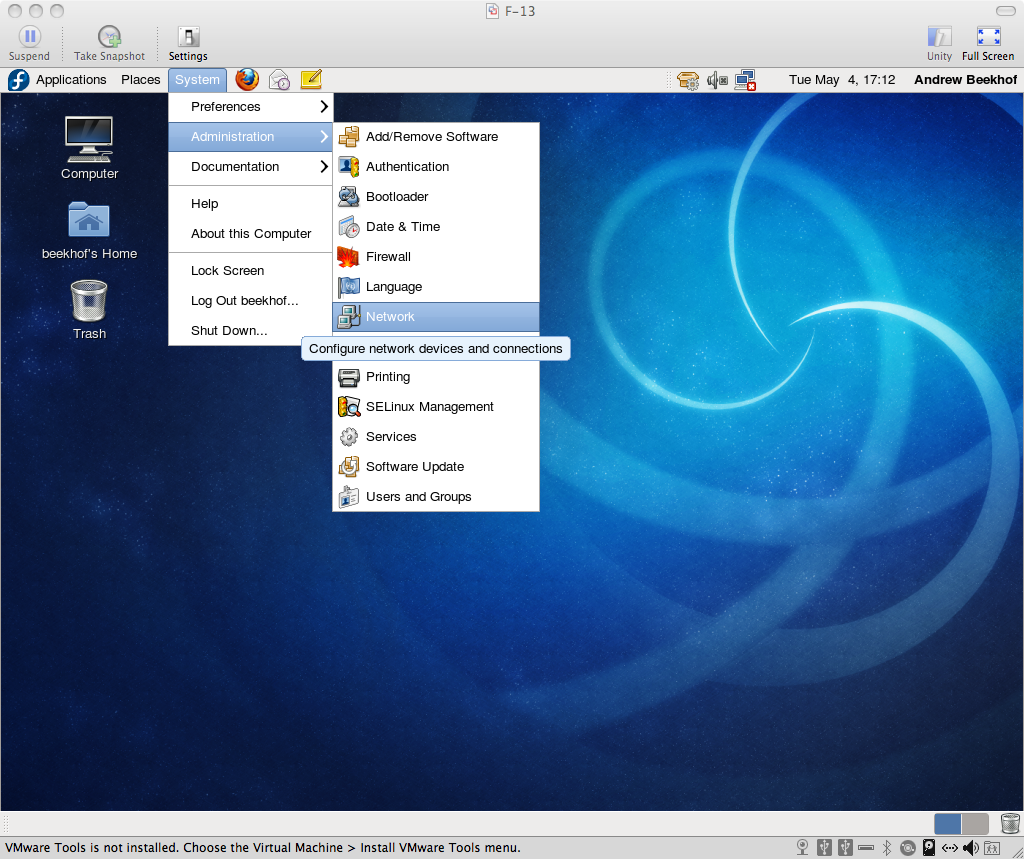 F-13
Suspend
Take Snapshot
Settings
Unity
Full Screen
Applications
Places
System
Tue May 4, 17:12
Andrew Beekhof
Preferences
Administration
Documentation
Help
About this Computer
Lock Screen
Log Out beekhof...
Shut Down...
Add/Remove Software
Authentication
Bootloader
Date & Time
Firewall
Language
Network
Configure network devices and connections
Printing
SELinux Management
Services
Software Update
Users and Groups
Computer
beekhof's Home
Trash
VMware Tools is not installed. Choose the Virtual Machine > Install VMware Tools menu.